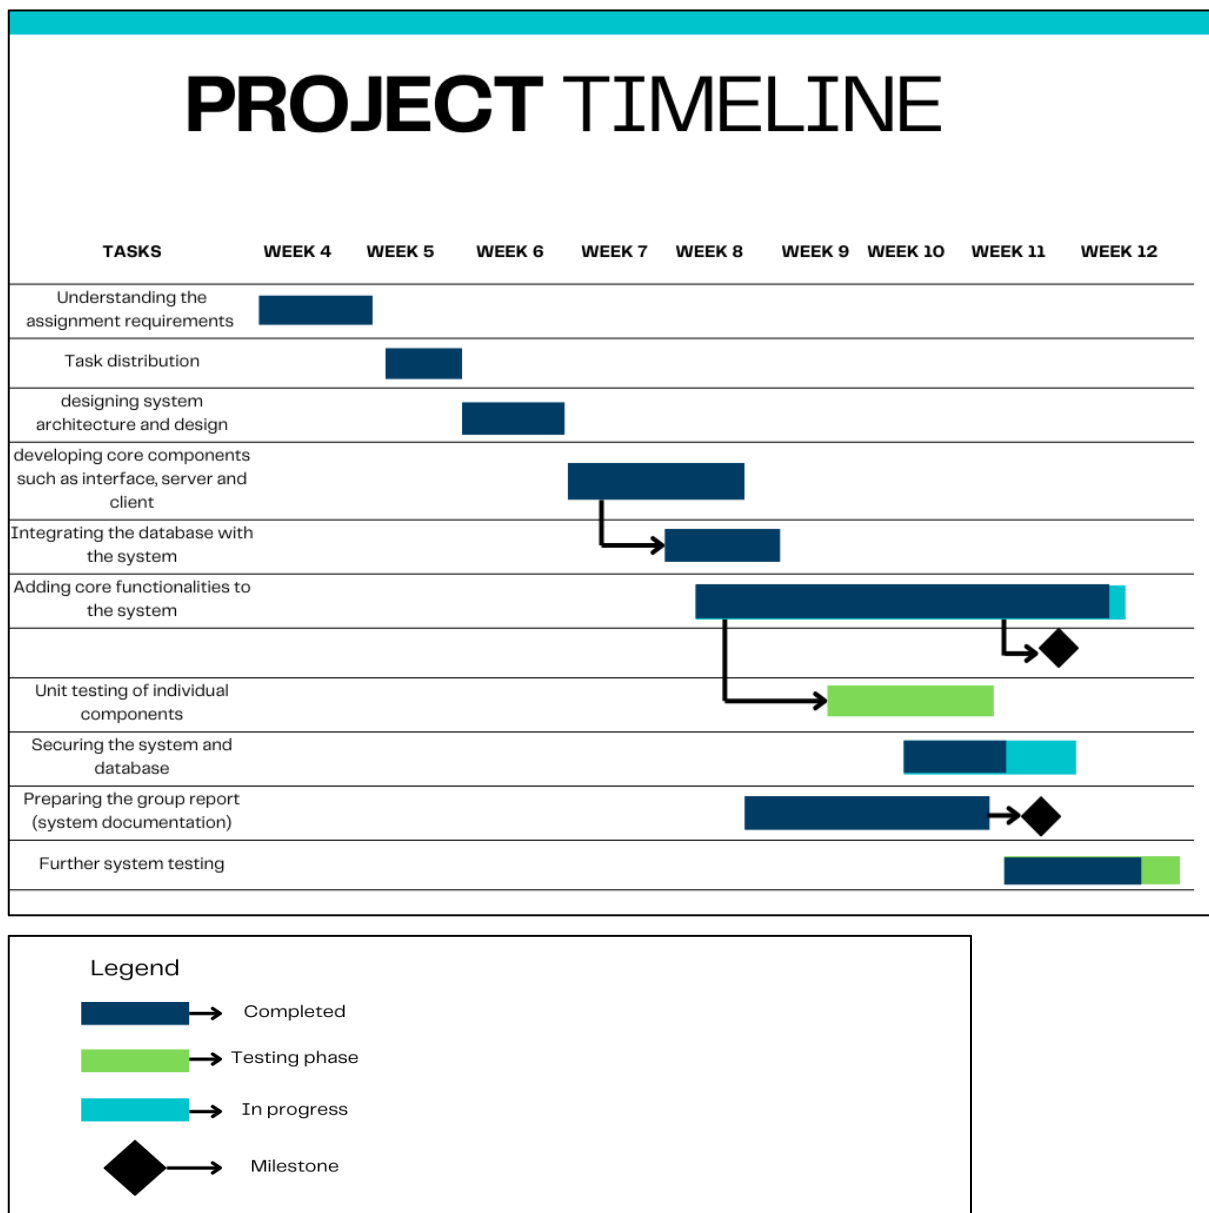 PROJECT TIMELINE
TASKS WEEK 4 WEEK 5 WEEK 6 WEEK 7 WEEK 8 WEEK 9 WEEK 10 WEEK 11 WEEK 12
Understanding the
assignment requirements
Task distribution
designing system
architecture and design
developing core components
such as interface, server and
client
Integrating the database with
the system
Adding core functionalities to
the system
Unit testing of individual
components
Securing the system and
database
Preparing the group report
(system documentation)
Further system testing
Legend
Completed
Testing phase
In progress
Milestone